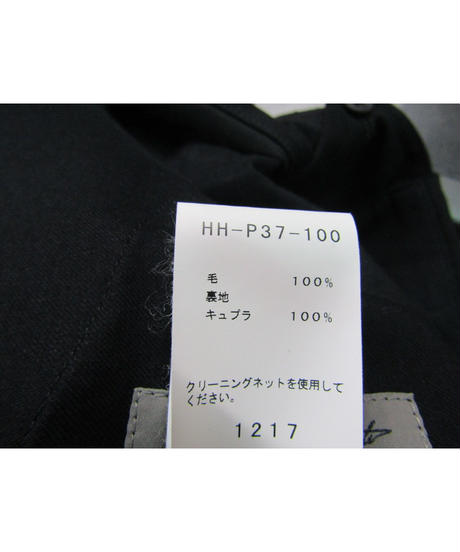 HH-P37-100
毛 100%
裏地
キュプラ 100%
クリーニングネットを使用して
ください。
1217